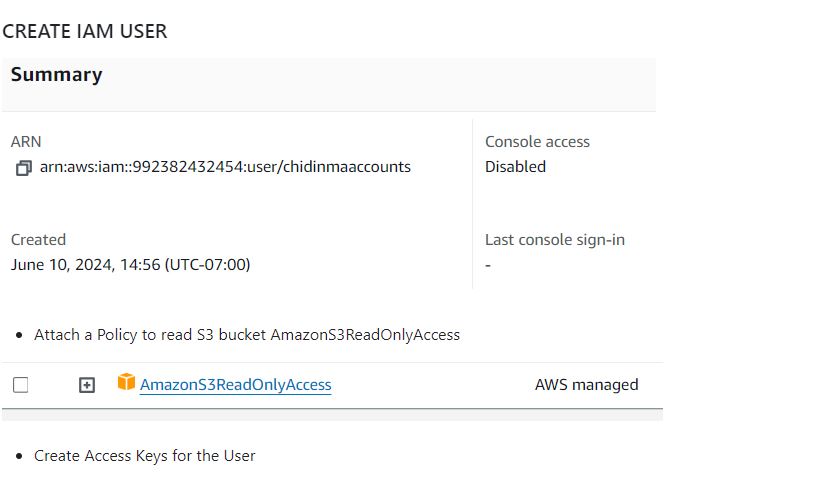 CREATE IAM USER
Summary
ARN
arn:aws:iam::992382432454:user/chidinmaaccounts
Console access
Disabled
Created
June 10, 2024, 14:56 (UTC-07:00)
Last console sign-in
-
• Attach a Policy to read S3 bucket AmazonS3ReadOnlyAccess
AmazonS3ReadOnlyAccess AWS managed
• Create Access Keys for the User